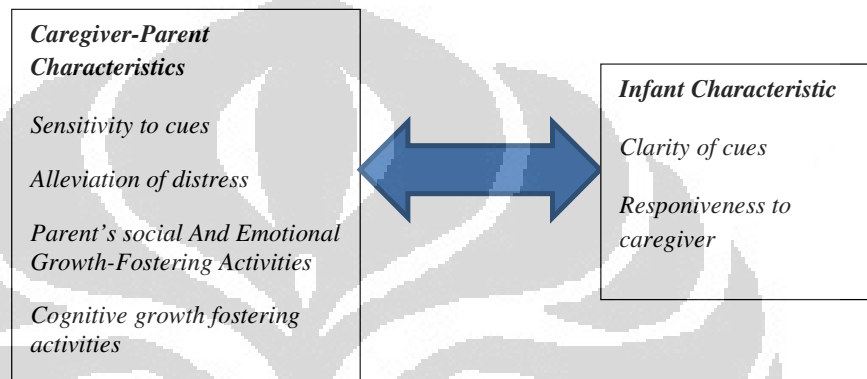 Caregiver-Parent
Characteristics
Sensitivity to cues
Alleviation of distress
Parent's social And Emotional
Growth-Fostering Activities
Cognitive growth fostering
activities
Infant Characteristic
Clarity of cues
Responiveness to
caregiver